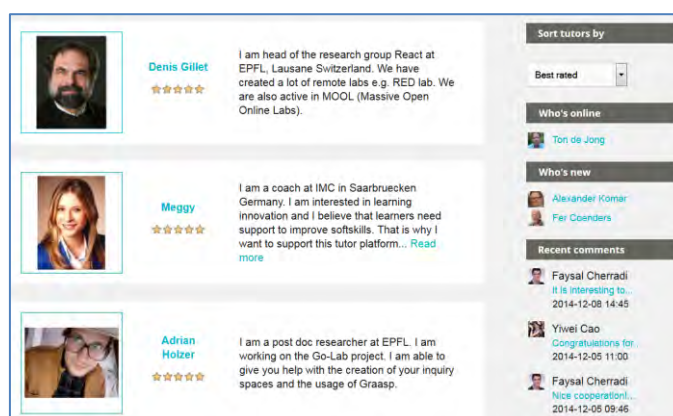 Denis Gillet
I am head of the research group React at
EPFL, Lausane Switzerland. We have
created a lot of remote labs e.g. RED lab. We
are also active in MOOL (Massive Open
Online Labs).
Meggy
I am a coach at IMC in Saarbruecken
Germany. I am interested in learning
innovation and I believe that learners need
support to improve softskills. That is why I
want to support this tutor platform... Read
more
Adrian
Holzer
I am a post doc researcher at EPFL. I am
working on the Go-Lab project. I am able to
give you help with the creation of your inquiry
spaces and the usage of Graasp.
Sort tutors by
Best rated
Who's online
Ton de Jong
Who's new
Alexander Komar
Fer Coenders
Recent comments
Faysal Cherradi
It is interesting to...
2014-12-08 14:45
Yiwei Cao
Congratulations for...
2014-12-05 11:00
Faysal Cherradi
Nice cooperation!...
2014-12-05 09:46